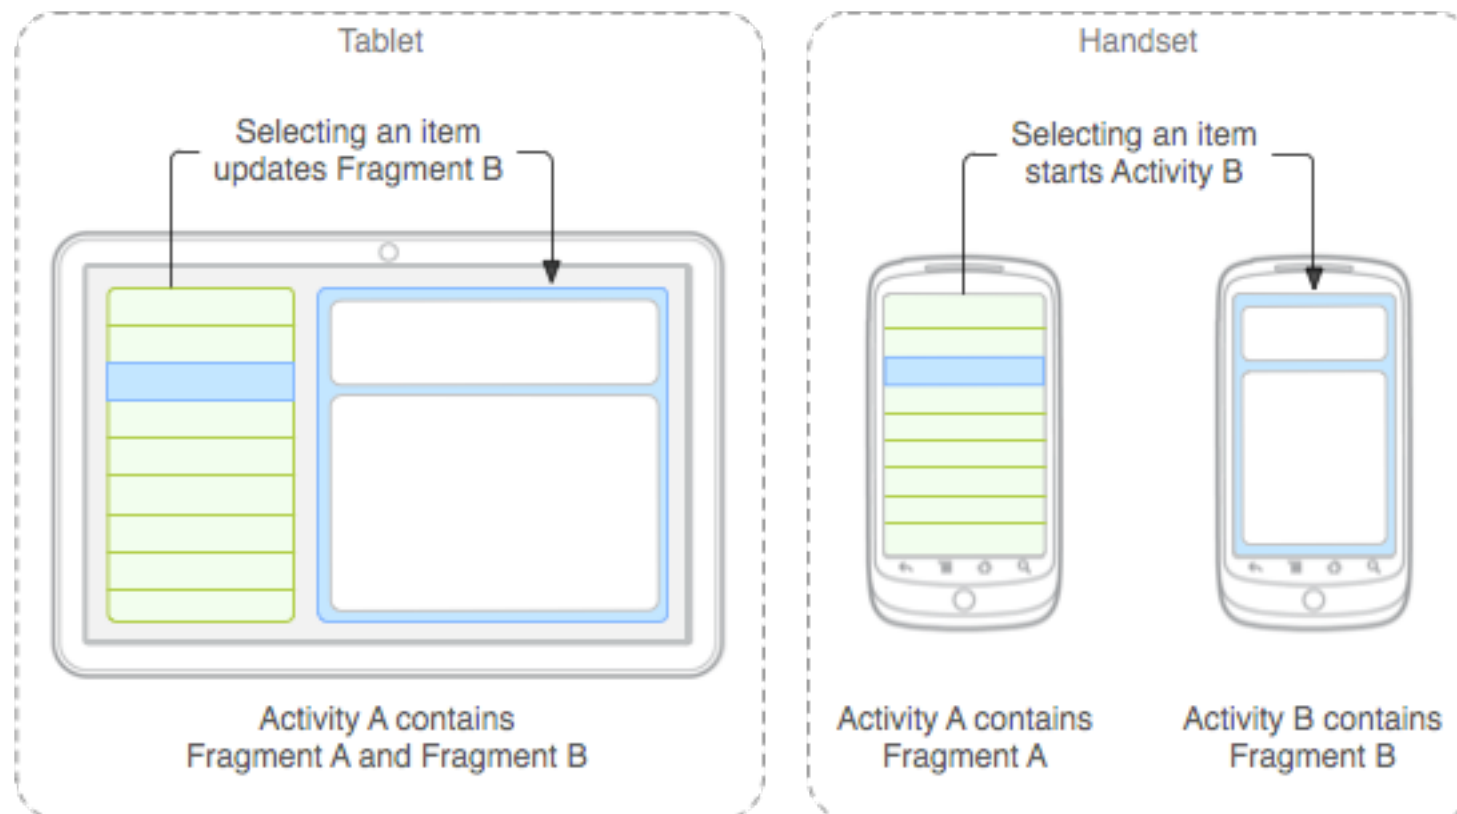 Tablet
Selecting an item
updates Fragment B
Activity A contains
Fragment A and Fragment B
Handset
Selecting an item
starts Activity B
Activity A contains
Fragment A
Activity B contains
Fragment B